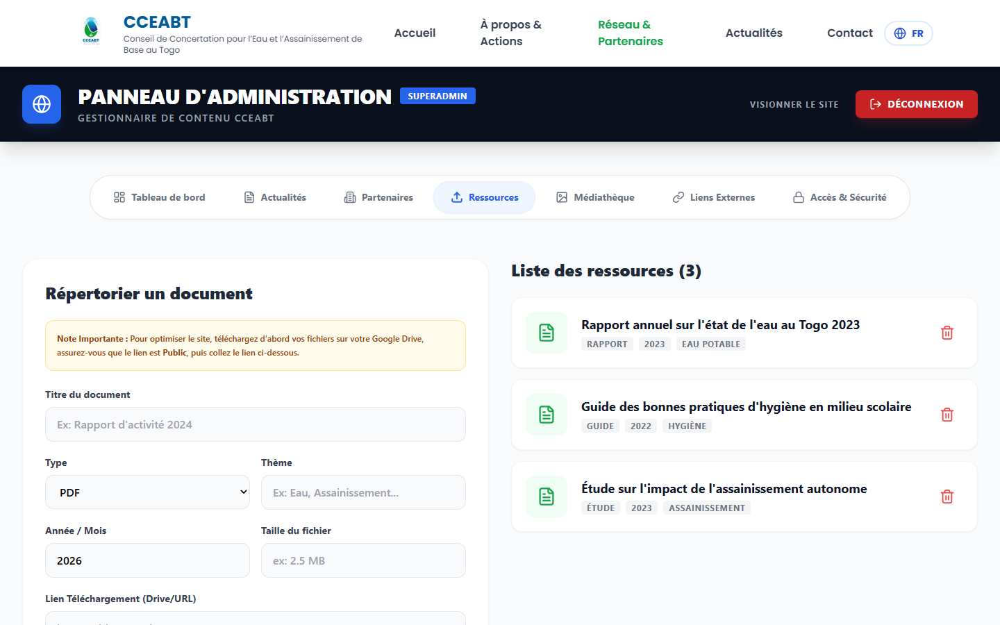 CCEABT
CCEABT
Conseil de Concertation pour l'Eau et l'Assainissement de
Base au Togo
Accueil
À propos &
Actions
Réseau &
Partenaires
Actualités
Contact
FR
PANNEAU D'ADMINISTRATION
SUPERADMIN
GESTIONNAIRE DE CONTENU CCEABT
VISIONNER LE SITE
DÉCONNEXION
Tableau de bord
Actualités
Partenaires
Ressources
Médiathèque
Liens Externes
Accès & Sécurité
Répertorier un document
Note Importante : Pour optimiser le site, téléchargez d'abord vos fichiers sur votre Google Drive,
assurez-vous que le lien est Public, puis collez le lien ci-dessous.
Titre du document
Ex: Rapport d'activité 2024
Type
Thème
PDF
Ex: Eau, Assainissement...
Année / Mois
Taille du fichier
2026
ex: 2.5 MB
Lien Téléchargement (Drive/URL)
Liste des ressources (3)
Rapport annuel sur l'état de l'eau au Togo 2023
RAPPORT 2023 EAU POTABLE
Guide des bonnes pratiques d'hygiène en milieu scolaire
GUIDE 2022 HYGIÈNE
Étude sur l'impact de l'assainissement autonome
ÉTUDE 2023 ASSAINISSEMENT